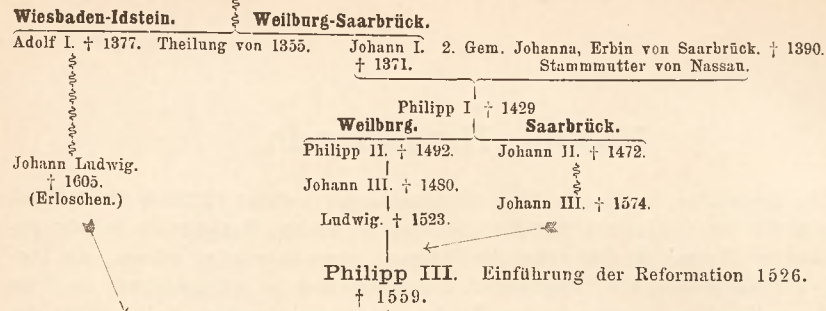 Wiesbaden-Idstein. Weilburg-Saarbrück.
Adolf I. † 1377. Theilung von 1355. Johann I. 2. Gem. Johanna, Erbin von Saarbrück. † 1390.
† 1371. Stammmutter von Nassau.
Philipp I † 1429
Weilburg. Saarbrück.
Philipp II. † 1492. Johann II. † 1472.
Johann Ludwig.
† 1605.
(Erloschen.)
Johann III. † 1480.
Johann III. † 1574.
Ludwig. † 1523.
Philipp III. Einführung der Reformation 1526.
† 1559.